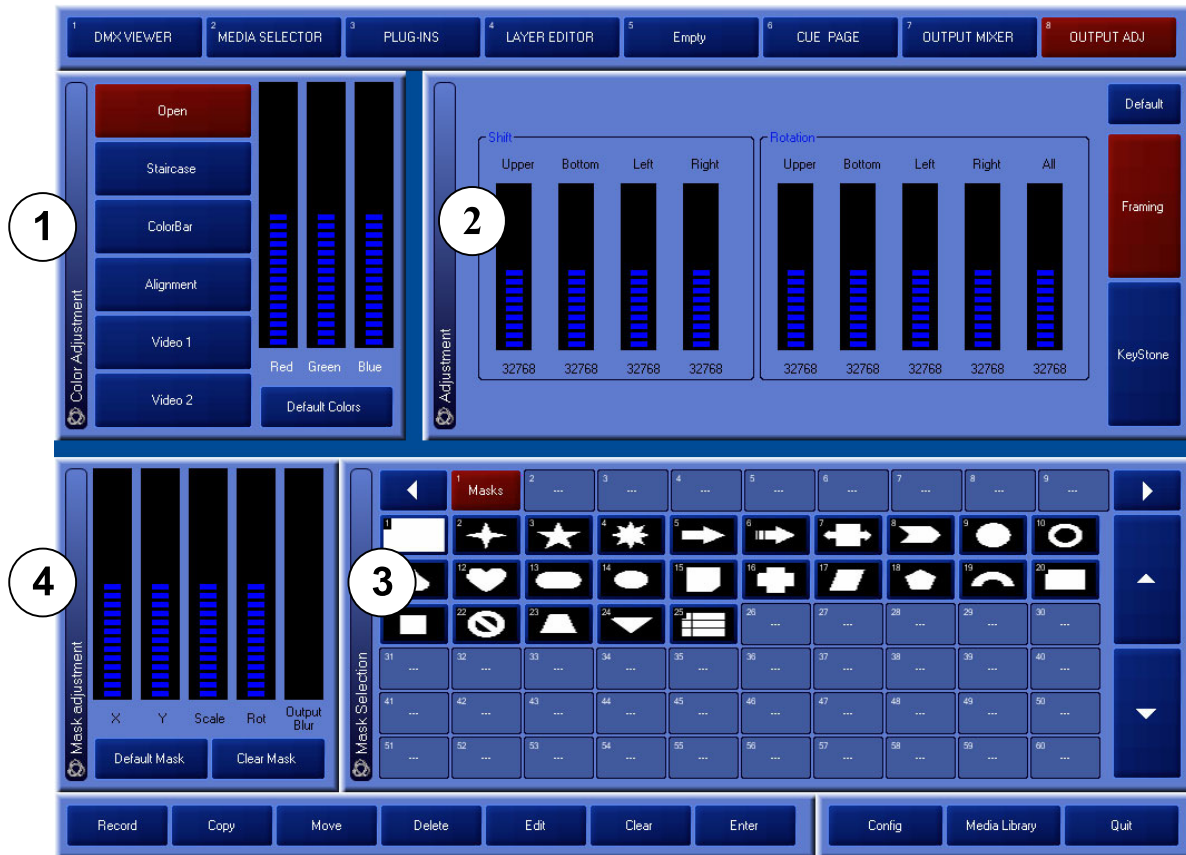 1 DMX VIEWER 2 MEDIA SELECTOR 3 PLUG-INS 4 LAYER EDITOR 5 Empty 6 CUE PAGE 7 OUTPUT MIXER 8 OUTPUT ADJ
1
Color Adjustment
Open
Staircase
ColorBar
Alignment
Video 1
Video 2
Red Green Blue
Default Colors
2
Adjustment
Shift
Upper Bottom Left Right
32768 32768 32768 32768
Rotation
Upper Bottom Left Right All
32768 32768 32768 32768 32768
Default
Framing
KeyStone
4
Mask adjustment
X Y Scale Rot Output Blur
Default Mask Clear Mask
3
Mask Selection
1 Masks 2 --- 3 --- 4 --- 5 --- 6 --- 7 --- 8 --- 9 ---
1 2 3 4 5 6 7 8 9 10
12 13 14 15 16 17 18 19 20
22 23 24 25 26 --- 27 --- 28 --- 29 --- 30 ---
31 --- 32 --- 33 --- 34 --- 35 --- 36 --- 37 --- 38 --- 39 --- 40 ---
41 --- 42 --- 43 --- 44 --- 45 --- 46 --- 47 --- 48 --- 49 --- 50 ---
51 --- 52 --- 53 --- 54 --- 55 --- 56 --- 57 --- 58 --- 59 --- 60 ---
Record Copy Move Delete Edit Clear Enter Config Media Library Quit